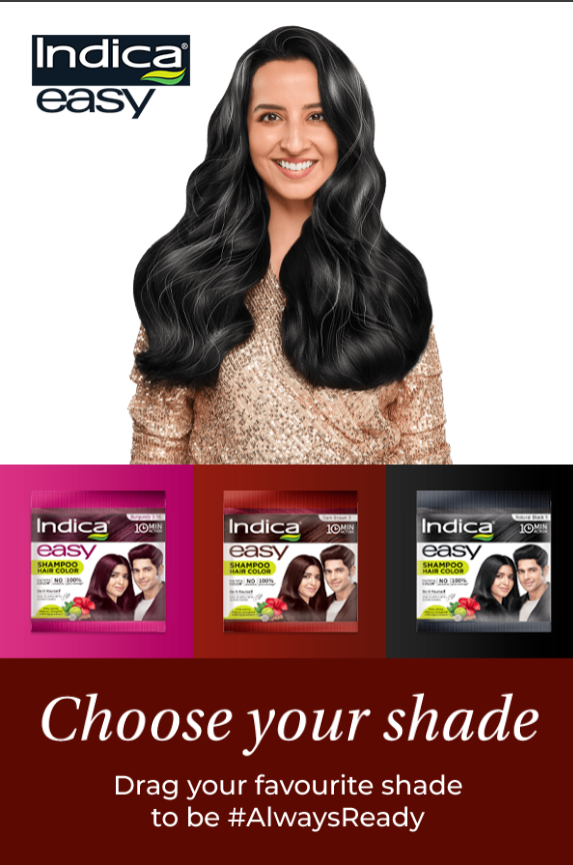 Indica®
easy
Indica
10 MIN
easy
SHAMPOO
HAIR COLOR
NO
100%
Indica
10 MIN
easy
SHAMPOO
HAIR COLOR
NO
100%
Indica
Natural Black
10 MIN
easy
SHAMPOO
HAIR COLOR
NO
100%
Choose your shade
Drag your favourite shade
to be #AlwaysReady